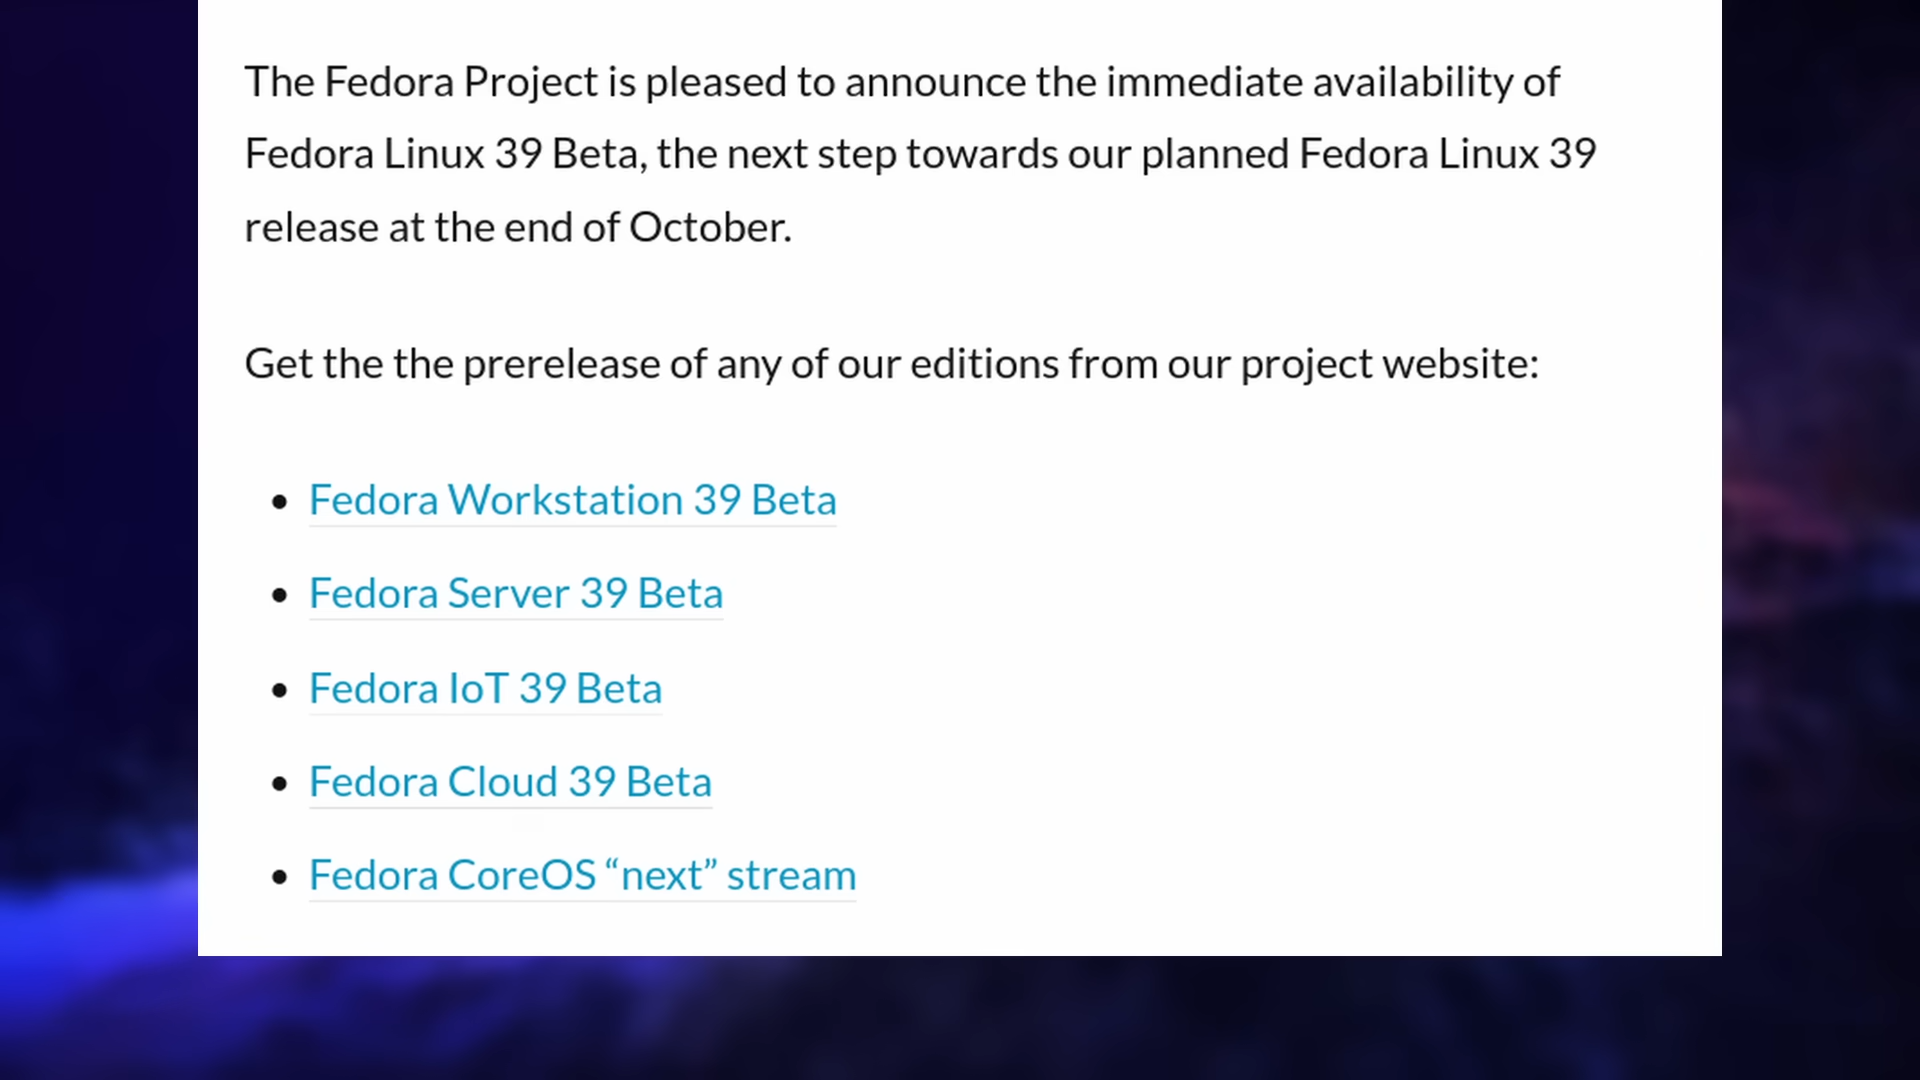 The Fedora Project is pleased to announce the immediate availability of
Fedora Linux 39 Beta, the next step towards our planned Fedora Linux 39
release at the end of October.
Get the the prerelease of any of our editions from our project website:
Fedora Workstation 39 Beta
Fedora Server 39 Beta
Fedora IoT 39 Beta
Fedora Cloud 39 Beta
Fedora CoreOS “next” stream